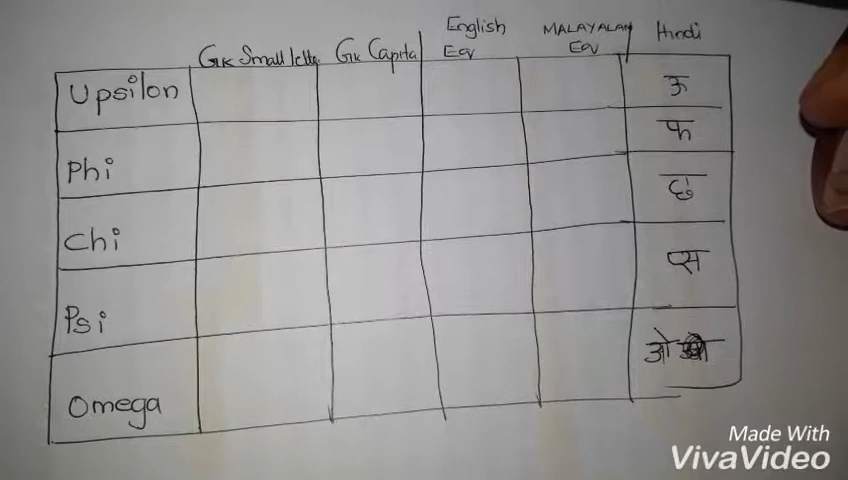 Gk Small letter Gk Capital English Eqv MALAYALAM Eqv Hindi
Upsilon ऊ
Phi फ
Chi छ
Psi प्स
Omega ओ
Made With
VivaVideo